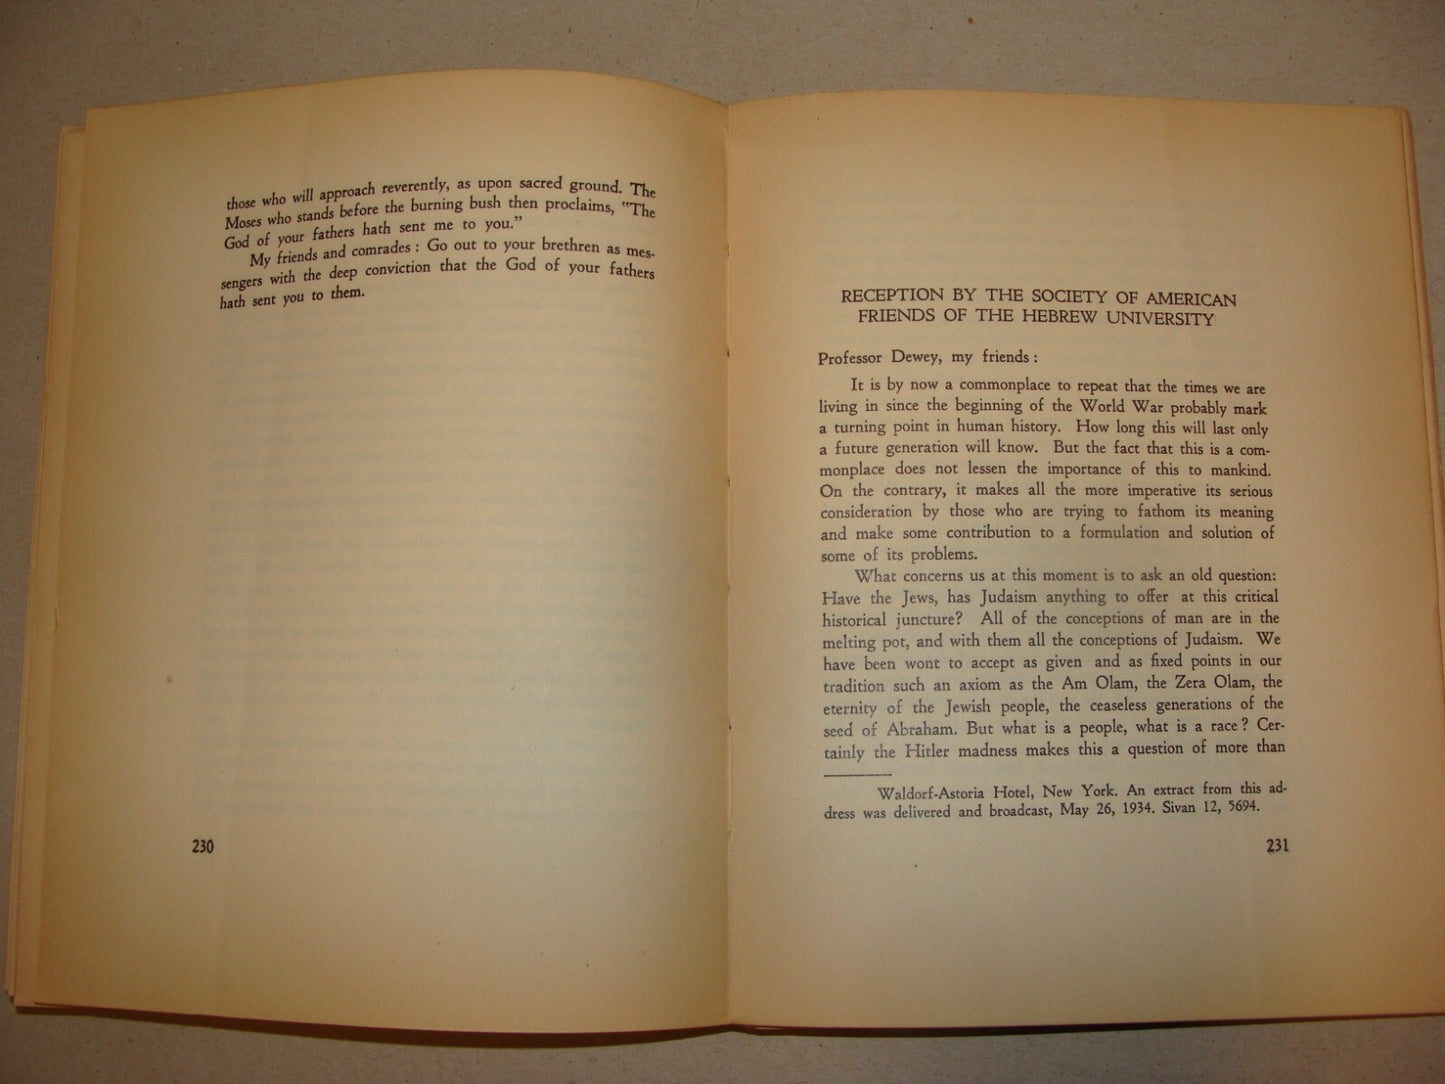 those who will approach reverently, as upon sacred ground. The
Moses who stands before the burning bush then proclaims, "The
God of your fathers hath sent me to you."
My friends and comrades : Go out to your brethren as mes-
sengers with the deep conviction that the God of your fathers
hath sent you to them.
230
RECEPTION BY THE SOCIETY OF AMERICAN
FRIENDS OF THE HEBREW UNIVERSITY
Professor Dewey, my friends :
It is by now a commonplace to repeat that the times we are
living in since the beginning of the World War probably mark
a turning point in human history. How long this will last only
a future generation will know. But the fact that this is a com-
monplace does not lessen the importance of this to mankind.
On the contrary, it makes all the more imperative its serious
consideration by those who are trying to fathom its meaning
and make some contribution to a formulation and solution of
some of its problems.
What concerns us at this moment is to ask an old question:
Have the Jews, has Judaism anything to offer at this critical
historical juncture? All of the conceptions of man are in the
melting pot, and with them all the conceptions of Judaism. We
have been wont to accept as given and as fixed points in our
tradition such an axiom as the Am Olam, the Zera Olam, the
eternity of the Jewish people, the ceaseless generations of the
seed of Abraham. But what is a people, what is a race ? Cer-
tainly the Hitler madness makes this a question of more than
Waldorf-Astoria Hotel, New York. An extract from this ad-
dress was delivered and broadcast, May 26, 1934. Sivan 12, 5694.
231